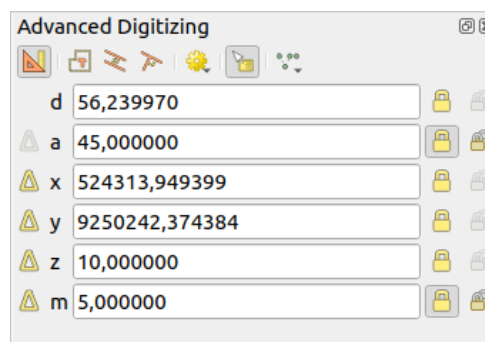 Advanced Digitizing
d 56,239970
a 45,000000
x 524313,949399
y 9250242,374384
z 10,000000
m 5,000000